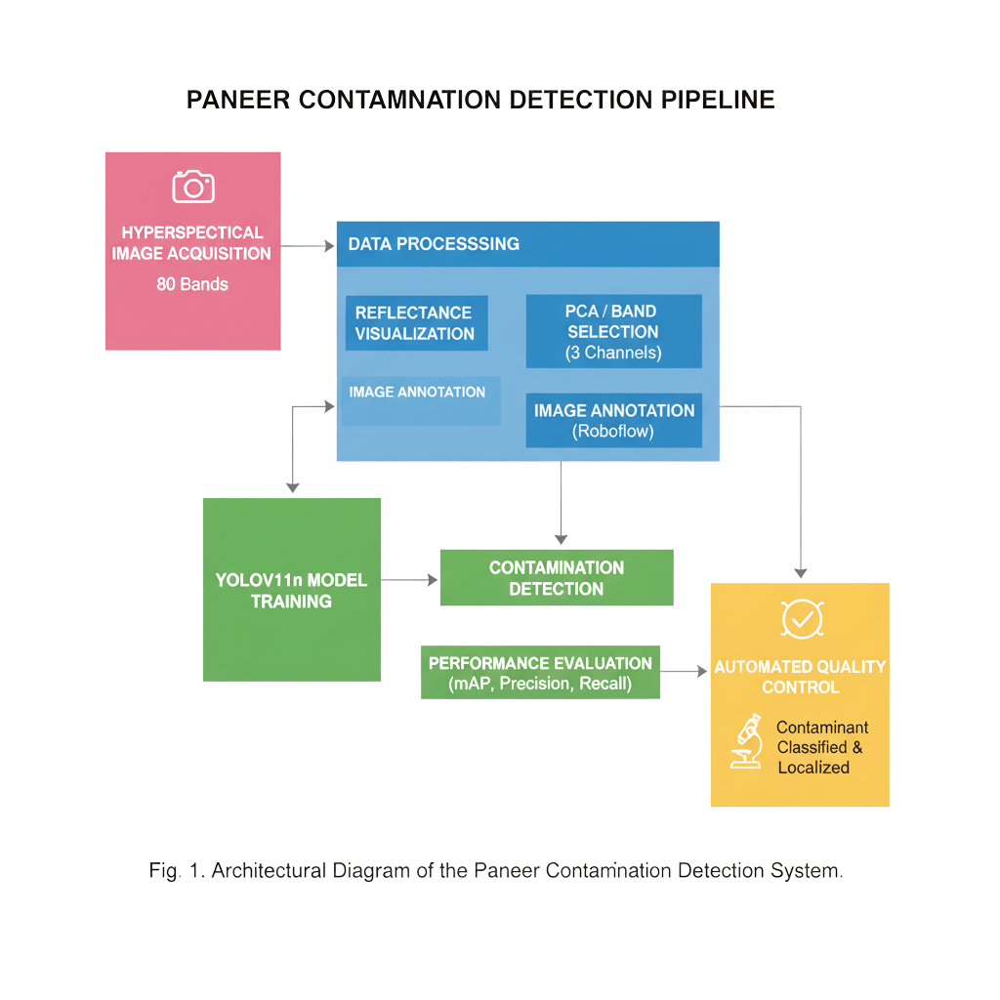 PANEER CONTAMNATION DETECTION PIPELINE
HYPERSPECTICAL
IMAGE ACQUISITION
80 Bands
DATA PROCESSSING
REFLECTANCE
VISUALIZATION
PCA / BAND
SELECTION
(3 Channels)
IMAGE ANNOTATION
IMAGE ANNOTATION
(Roboflow)
YOLOV11n MODEL
TRAINING
CONTAMINATION
DETECTION
PERFORMANCE EVALUATION
(mAP, Precision, Recall)
AUTOMATED QUALITY
CONTROL
Contaminant
Classified &
Localized
Fig. 1. Architectural Diagram of the Paneer Contamination Detection System.